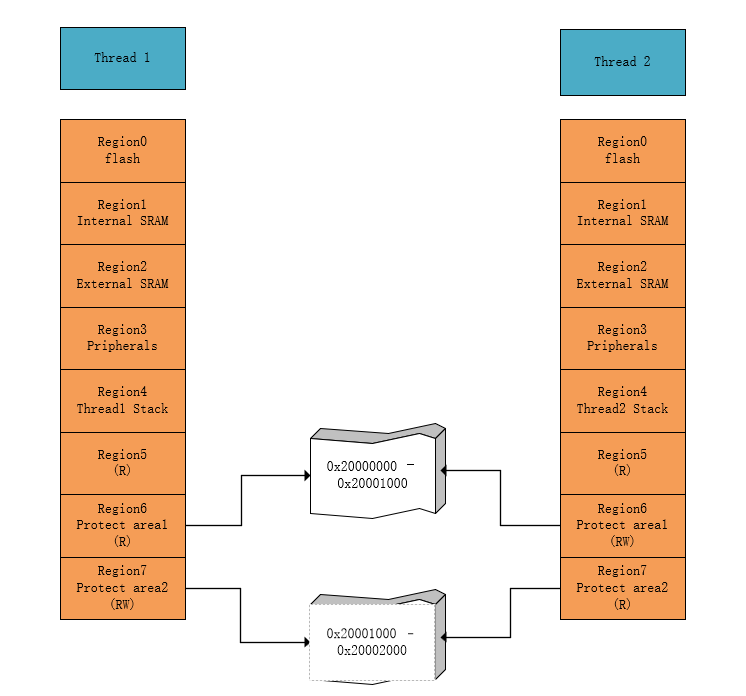 Thread 1
Region0
flash
Region1
Internal SRAM
Region2
External SRAM
Region3
Pripherals
Region4
Thread1 Stack
Region5
(R)
Region6
Protect area1
(R)
Region7
Protect area2
(RW)
0x20000000 -
0x20001000
0x20001000 -
0x20002000
Thread 2
Region0
flash
Region1
Internal SRAM
Region2
External SRAM
Region3
Pripherals
Region4
Thread2 Stack
Region5
(R)
Region6
Protect area1
(RW)
Region7
Protect area2
(R)